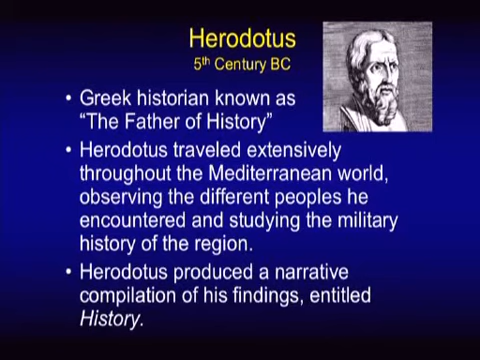 Herodotus
5th Century BC
• Greek historian known as
“The Father of History”
• Herodotus traveled extensively
throughout the Mediterranean world,
observing the different peoples he
encountered and studying the military
history of the region.
• Herodotus produced a narrative
compilation of his findings, entitled
History.